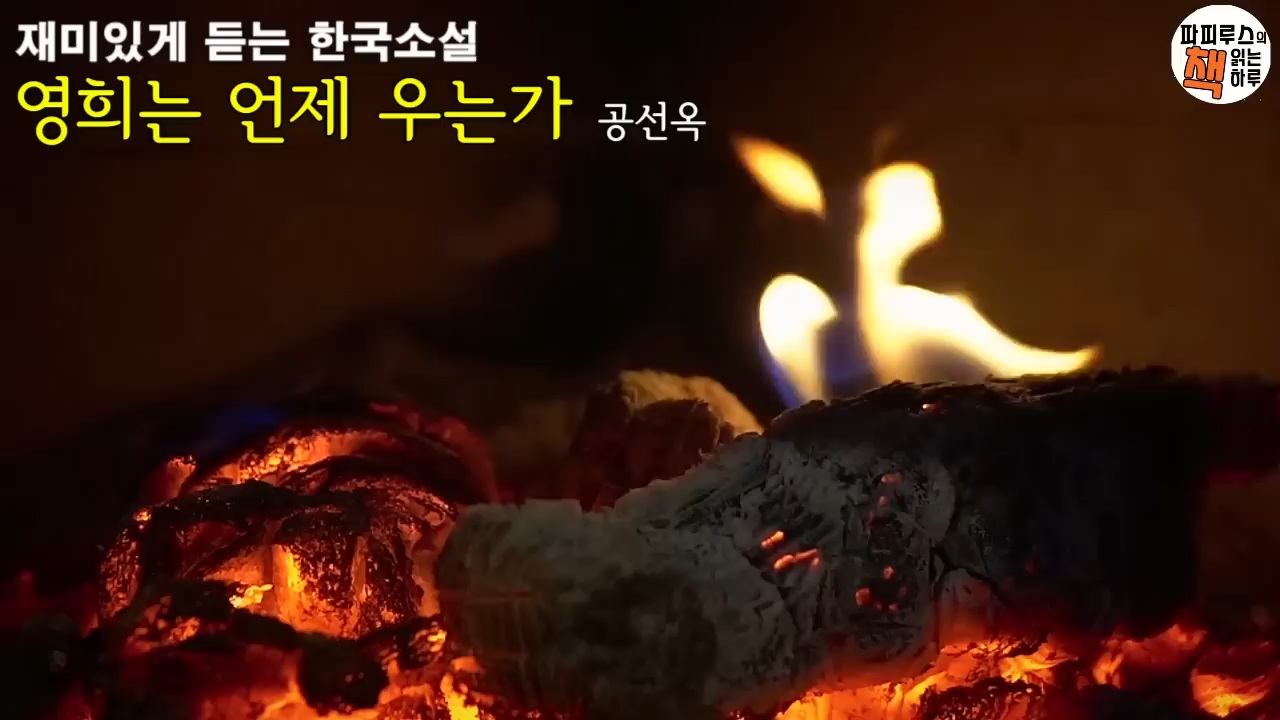 재미있게 듣는 한국소설
영희는 언제 우는가 공선옥
파피루스의
책 읽는
하루